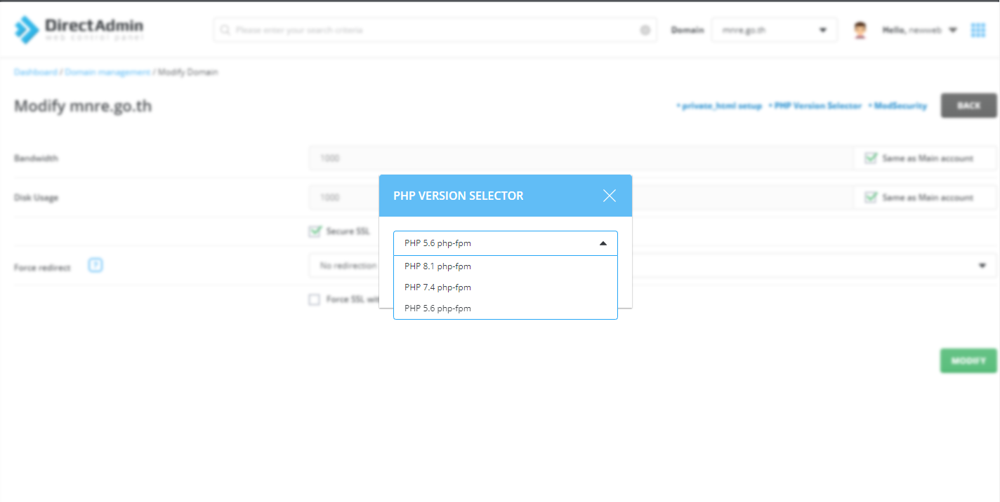 DirectAdmin
web control panel
Please enter your search criteria
Domain
mnre.go.th
Hello, newweb
Dashboard / Domain management / Modify Domain
Modify mnre.go.th
private_html setup
PHP Version Selector
ModSecurity
BACK
Bandwidth
1000
Same as Main account
PHP VERSION SELECTOR
Disk Usage
1000
Same as Main account
Secure SSL
PHP 5.6 php-fpm
Force redirect
?
No redirection
PHP 8.1 php-fpm
PHP 7.4 php-fpm
Force SSL
PHP 5.6 php-fpm
MODIFY